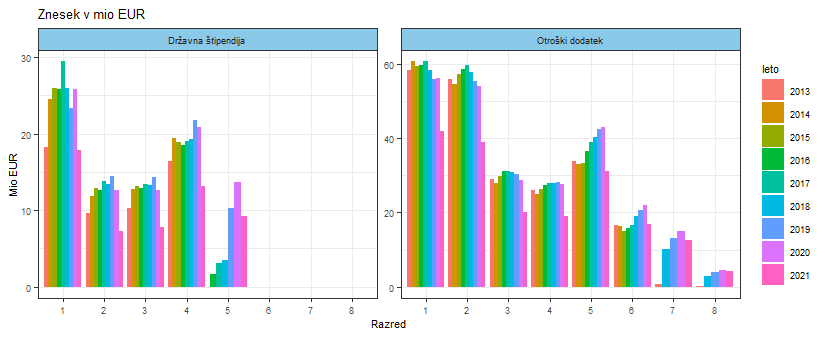 Znesek v mio EUR
Državna štipendija
Otroški dodatek
Mio EUR
30
20
10
0
60
40
20
0
1 2 3 4 5 6 7 8
1 2 3 4 5 6 7 8
Razred
leto
2013
2014
2015
2016
2017
2018
2019
2020
2021